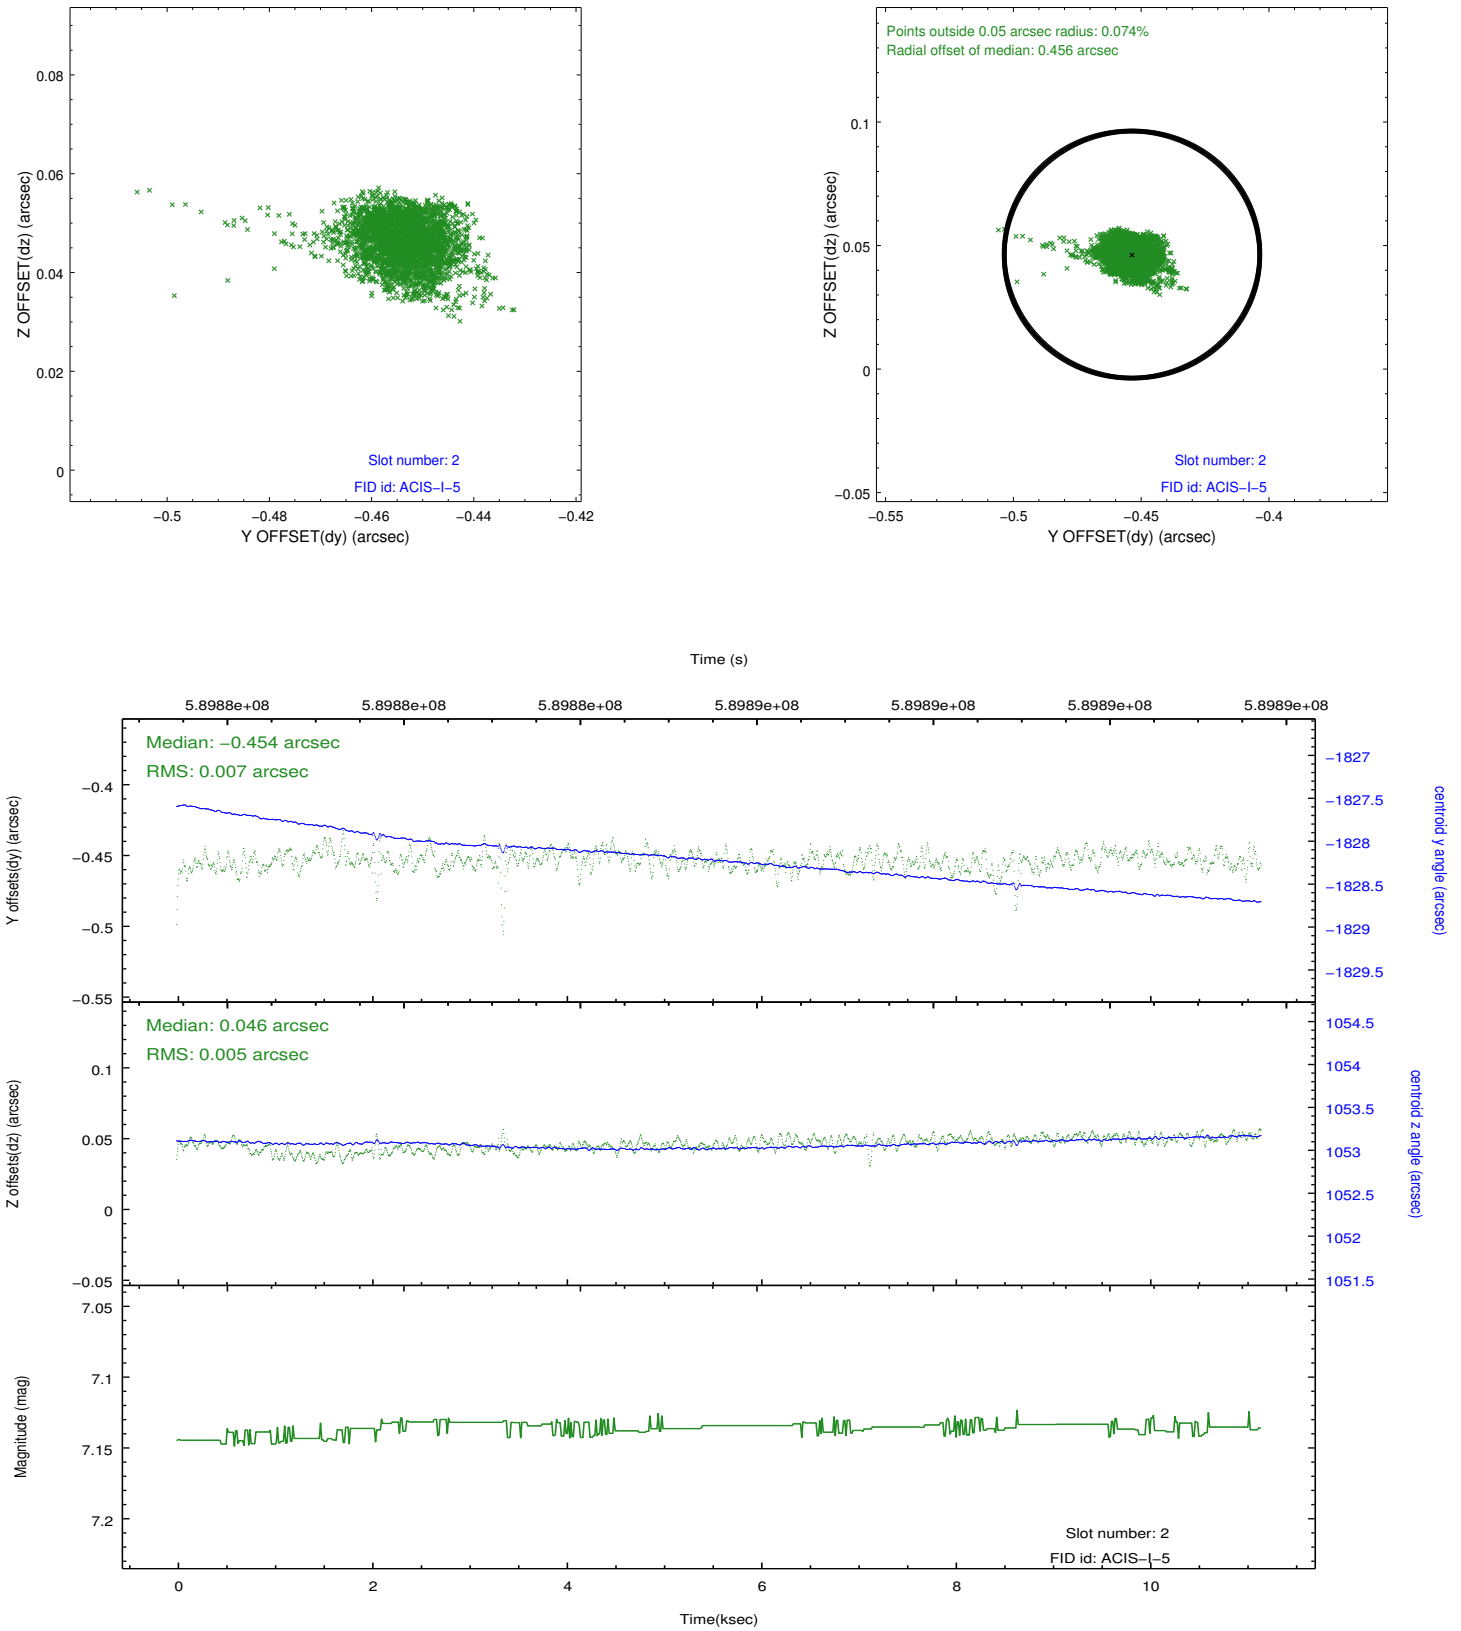 0.08
0.06
0.04
0.02
0
Z OFFSET(dz) (arcsec)
Slot number: 2
FID id: ACIS−I−5
−0.5
−0.48
−0.46
−0.44
−0.42
Y OFFSET(dy) (arcsec)
Points outside 0.05 arcsec radius: 0.074%
Radial offset of median: 0.456 arcsec
0.1
0.05
0
−0.05
Z OFFSET(dz) (arcsec)
Slot number: 2
FID id: ACIS−I−5
−0.55
−0.5
−0.45
−0.4
Y OFFSET(dy) (arcsec)
Time (s)
5.8988e+08
5.8988e+08
5.8988e+08
5.8989e+08
5.8989e+08
5.8989e+08
5.8989e+08
Median: −0.454 arcsec
RMS: 0.007 arcsec
−0.4
−0.45
−0.5
−0.55
Y offsets(dy) (arcsec)
−1827
−1827.5
−1828
−1828.5
−1829
−1829.5
centroid y angle (arcsec)
Median: 0.046 arcsec
RMS: 0.005 arcsec
0.1
0.05
0
−0.05
Z offsets(dz) (arcsec)
1054.5
1054
1053.5
1053
1052.5
1052
1051.5
centroid z angle (arcsec)
7.05
7.1
7.15
7.2
Magnitude (mag)
Slot number: 2
FID id: ACIS−I−5
0
2
4
6
8
10
Time(ksec)